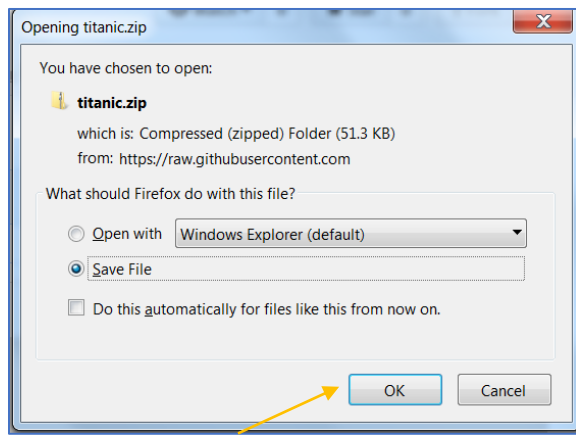 Opening titanic.zip
You have chosen to open:
titanic.zip
which is: Compressed (zipped) Folder (51.3 KB)
from: https://raw.githubusercontent.com
What should Firefox do with this file?
Open with Windows Explorer (default)
Save File
Do this automatically for files like this from now on.
OK Cancel